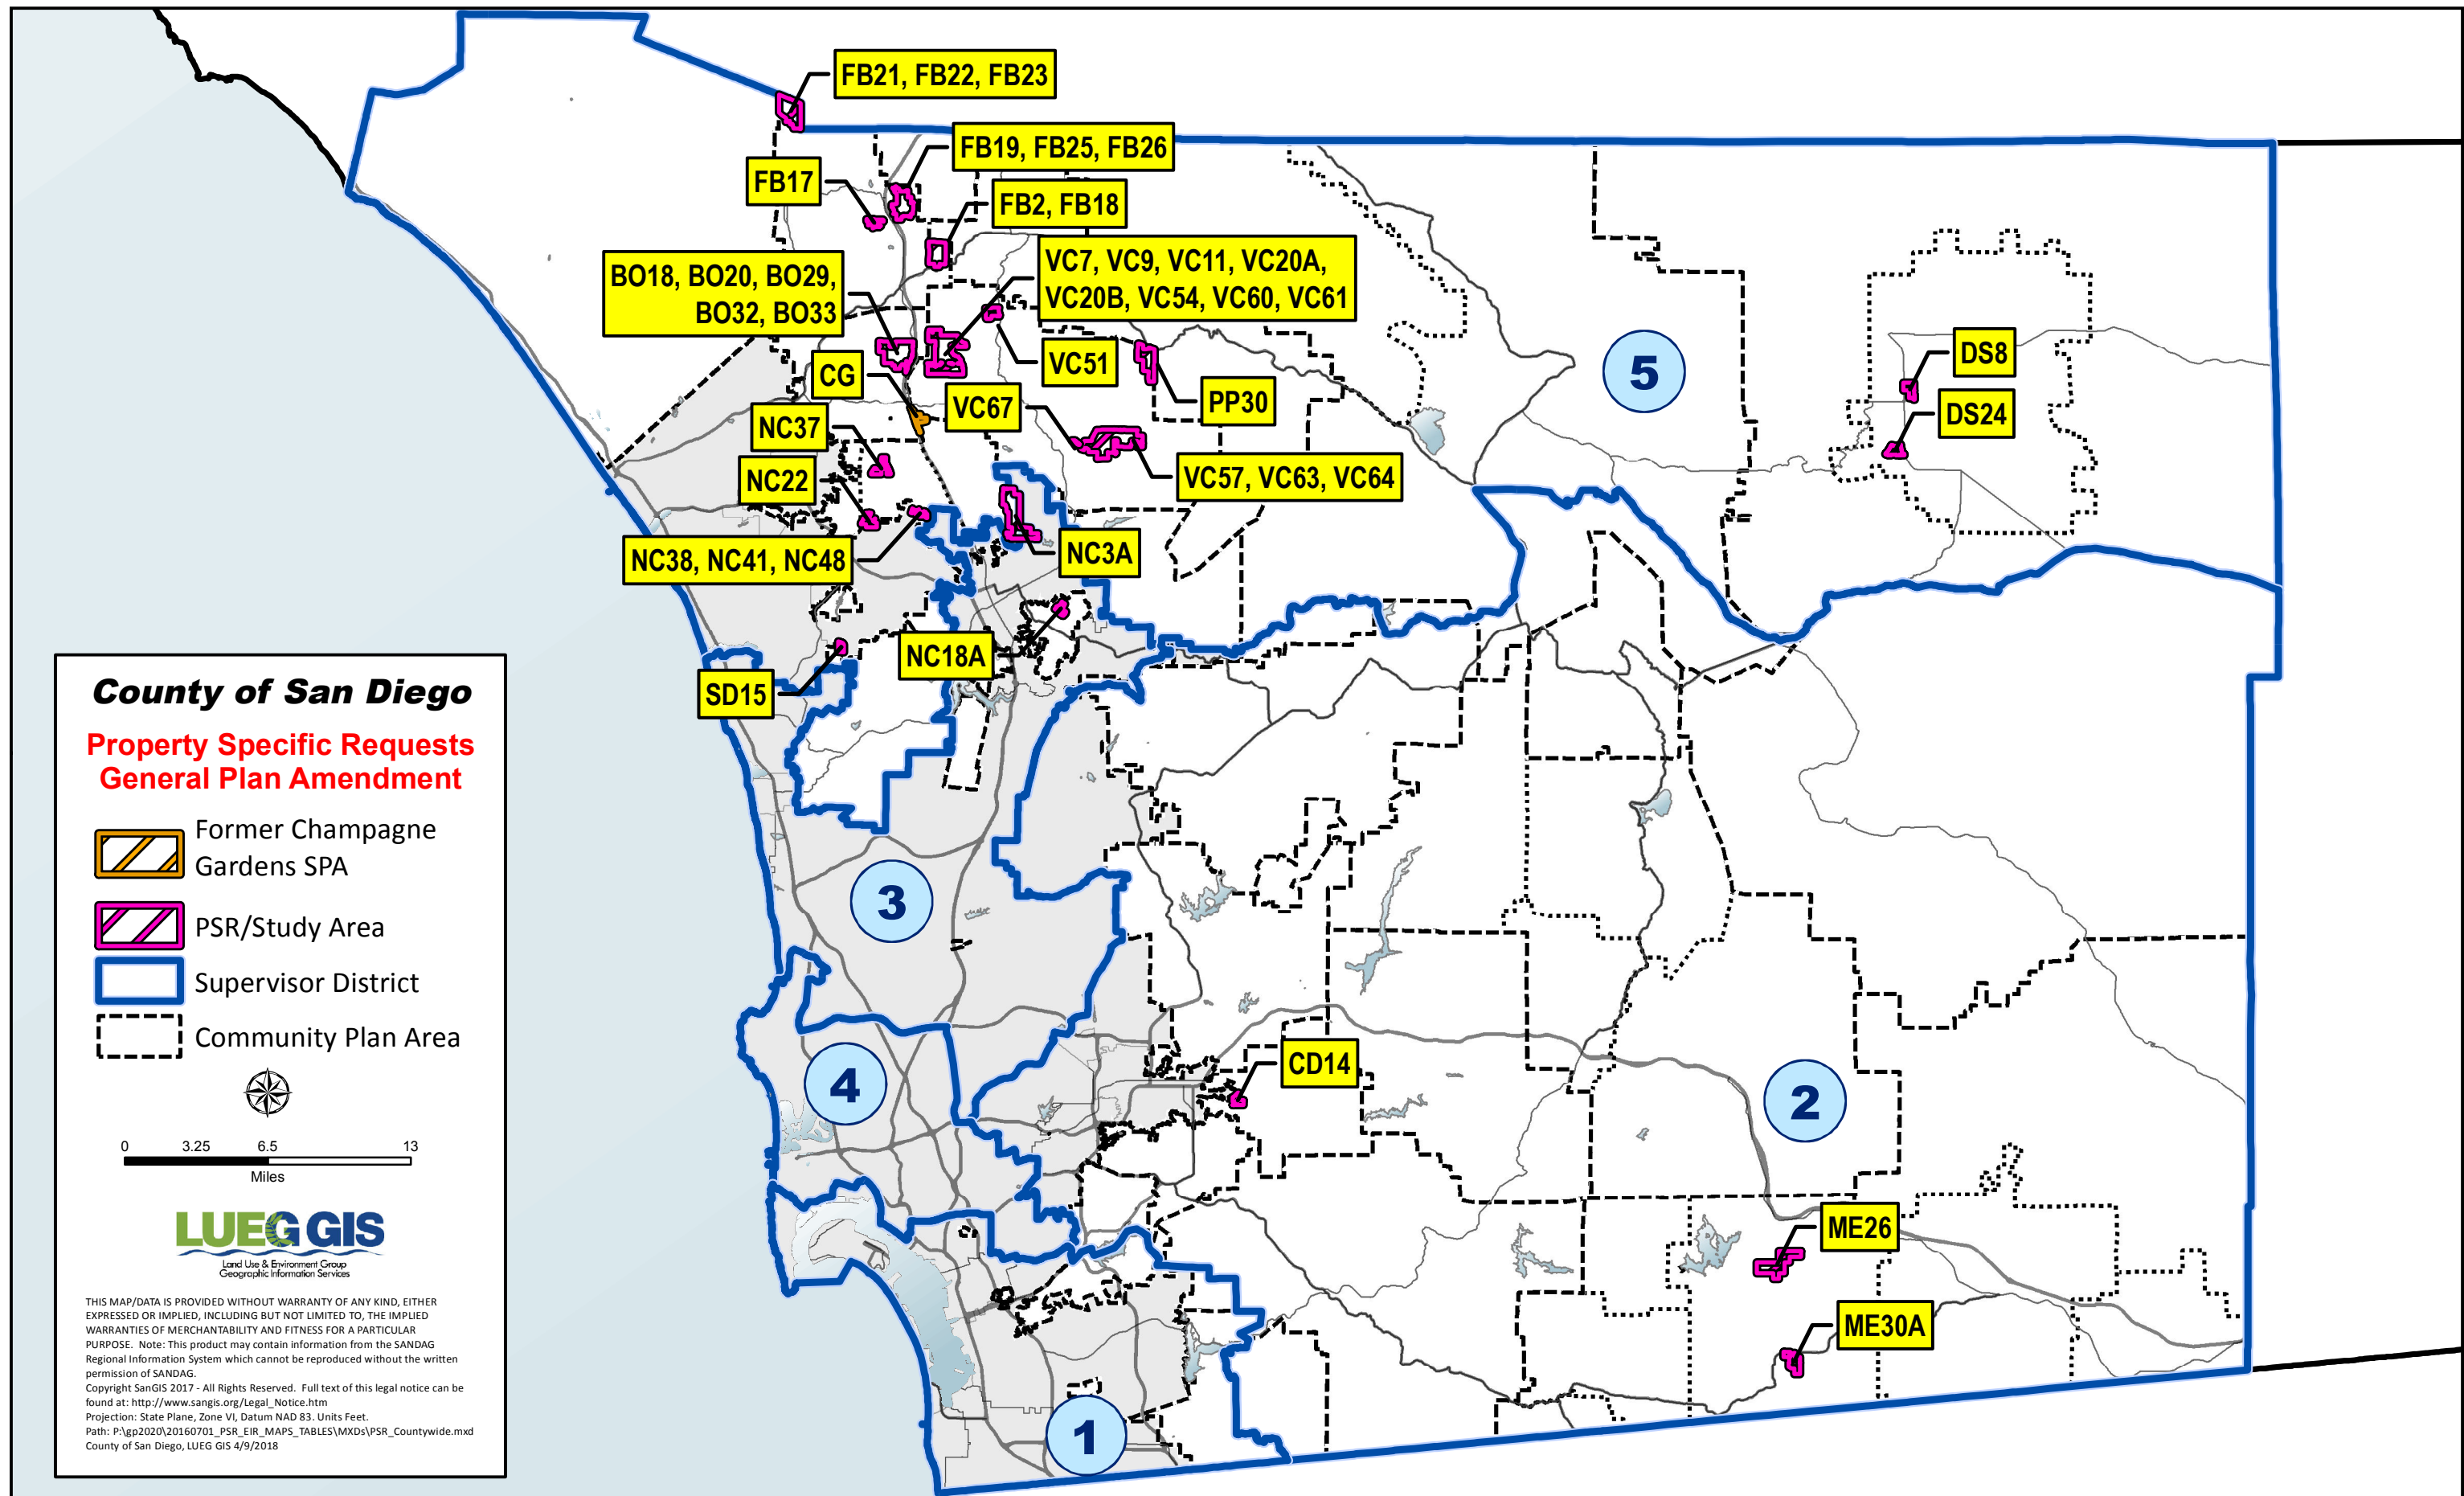 FB21, FB22, FB23
FB19, FB25, FB26
FB17
FB2, FB18
BO18, BO20, BO29,
BO32, BO33
VC7, VC9, VC11, VC20A,
VC20B, VC54, VC60, VC61
VC51
CG
PP30
VC67
NC37
NC22
VC57, VC63, VC64
NC38, NC41, NC48
NC3A
NC18A
SD15
5
DS8
DS24
3
4
CD14
2
ME26
ME30A
1
County of San Diego
Property Specific Requests
General Plan Amendment
Former Champagne
Gardens SPA
PSR/Study Area
Supervisor District
Community Plan Area
0 3.25 6.5 13
Miles
LUEG GIS
Land Use & Environment Group
Geographic Information Services
THIS MAP/DATA IS PROVIDED WITHOUT WARRANTY OF ANY KIND, EITHER
EXPRESSED OR IMPLIED, INCLUDING BUT NOT LIMITED TO, THE IMPLIED
WARRANTIES OF MERCHANTABILITY AND FITNESS FOR A PARTICULAR
PURPOSE. Note: This product may contain information from the SANDAG
Regional Information System which cannot be reproduced without the written
permission of SANDAG.
Copyright SanGIS 2017 - All Rights Reserved. Full text of this legal notice can be
found at: http://www.sangis.org/Legal_Notice.htm
Projection: State Plane, Zone VI, Datum NAD 83. Units Feet.
Path: P:\gp2020\20160701_PSR_EIR_MAPS_TABLES\MXDs\PSR_Countywide.mxd
County of San Diego, LUEG GIS 4/9/2018